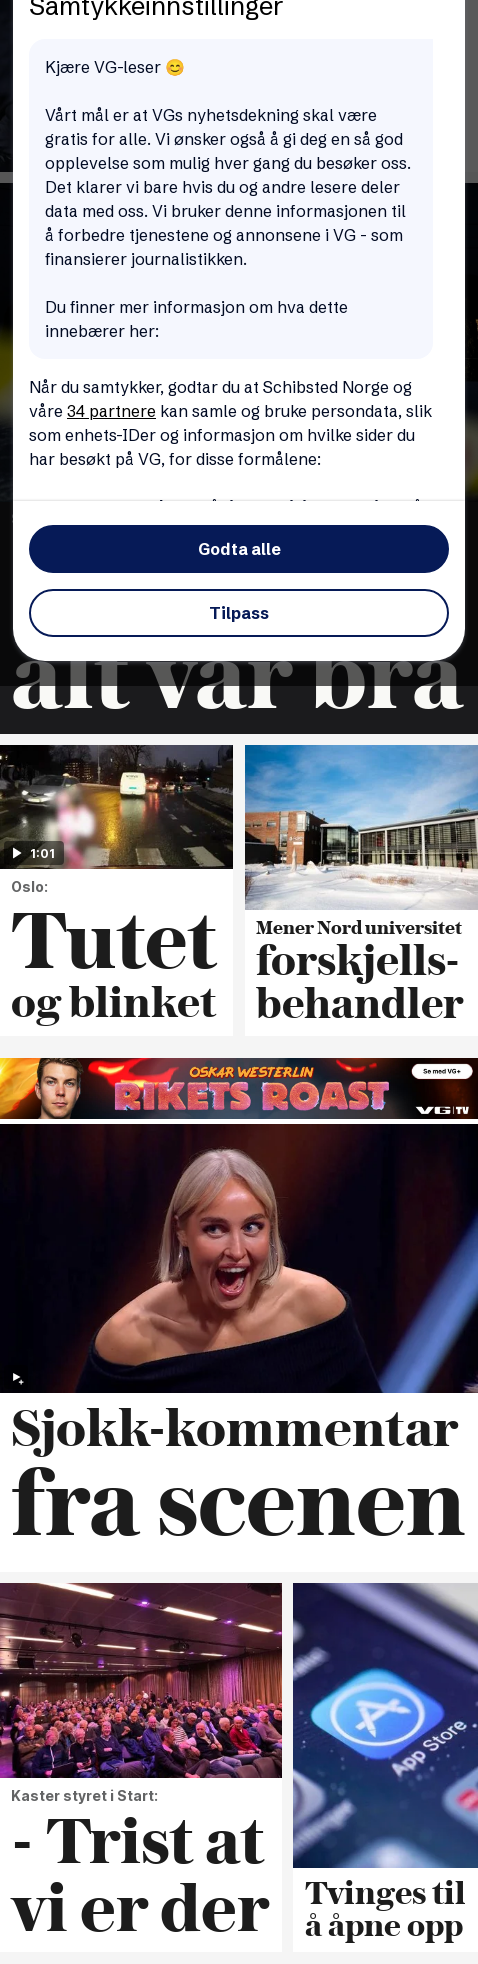 Samtykkeinnstillinger
Kjære VG-leser 😊
Vårt mål er at VGs nyhetsdekning skal være
gratis for alle. Vi ønsker også å gi deg en så god
opplevelse som mulig hver gang du besøker oss.
Det klarer vi bare hvis du og andre lesere deler
data med oss. Vi bruker denne informasjonen til
å forbedre tjenestene og annonsene i VG - som
finansierer journalistikken.
Du finner mer informasjon om hva dette
innebærer her:
Når du samtykker, godtar du at Schibsted Norge og
våre 34 partnere kan samle og bruke persondata, slik
som enhets-IDer og informasjon om hvilke sider du
har besøkt på VG, for disse formålene:
Godta alle
Tilpass
alt var bra
1:01
Oslo:
Tutet
og blinket
Mener Nord universitet
forskjells-
behandler
OSKAR WESTERLIN
RIKETS ROAST
Se med VG+
VG|TV
Sjokk-kommentar
fra scenen
Kaster styret i Start:
- Trist at
vi er der
App Store
Tvinges til
å åpne opp